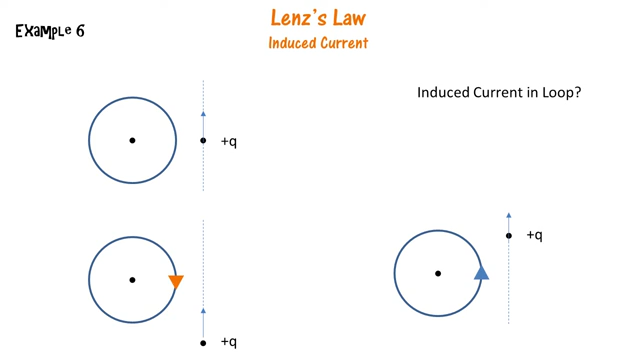 Example 6
Lenz's Law
Induced Current
Induced Current in Loop?
+q
+q
+q